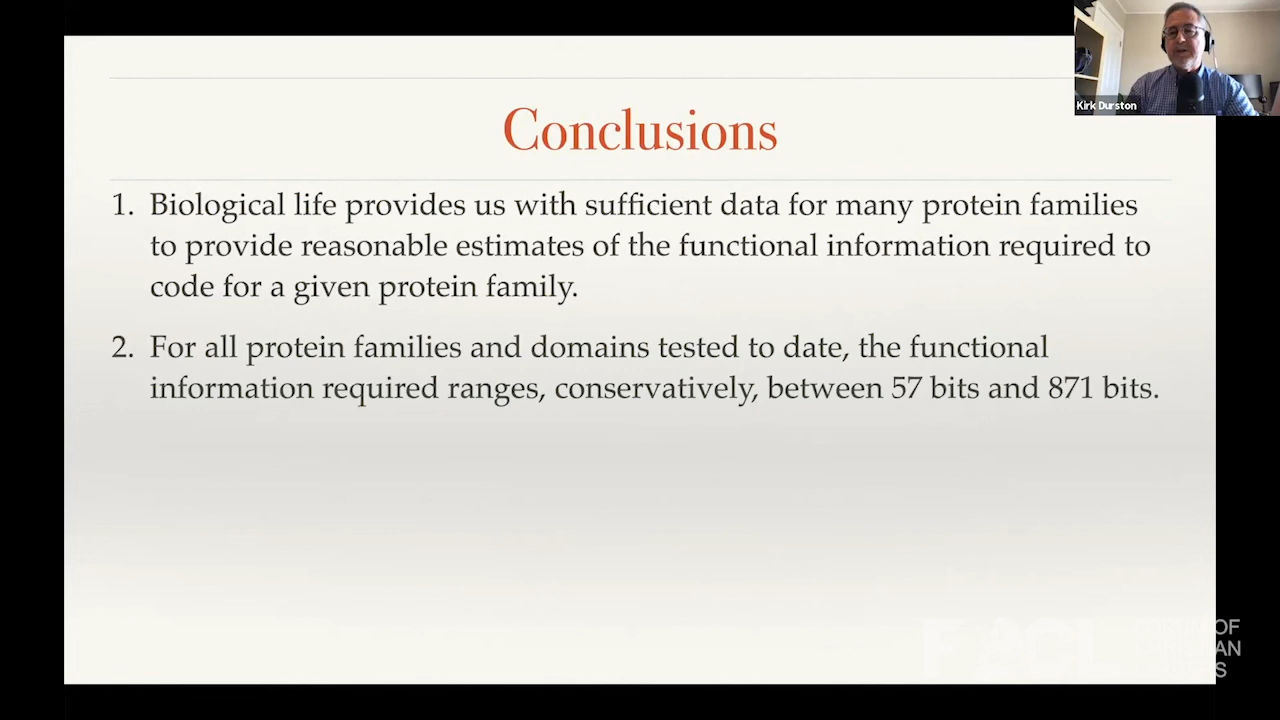 Kirk Durston
Conclusions
1. Biological life provides us with sufficient data for many protein families
to provide reasonable estimates of the functional information required to
code for a given protein family.
2. For all protein families and domains tested to date, the functional
information required ranges, conservatively, between 57 bits and 871 bits.